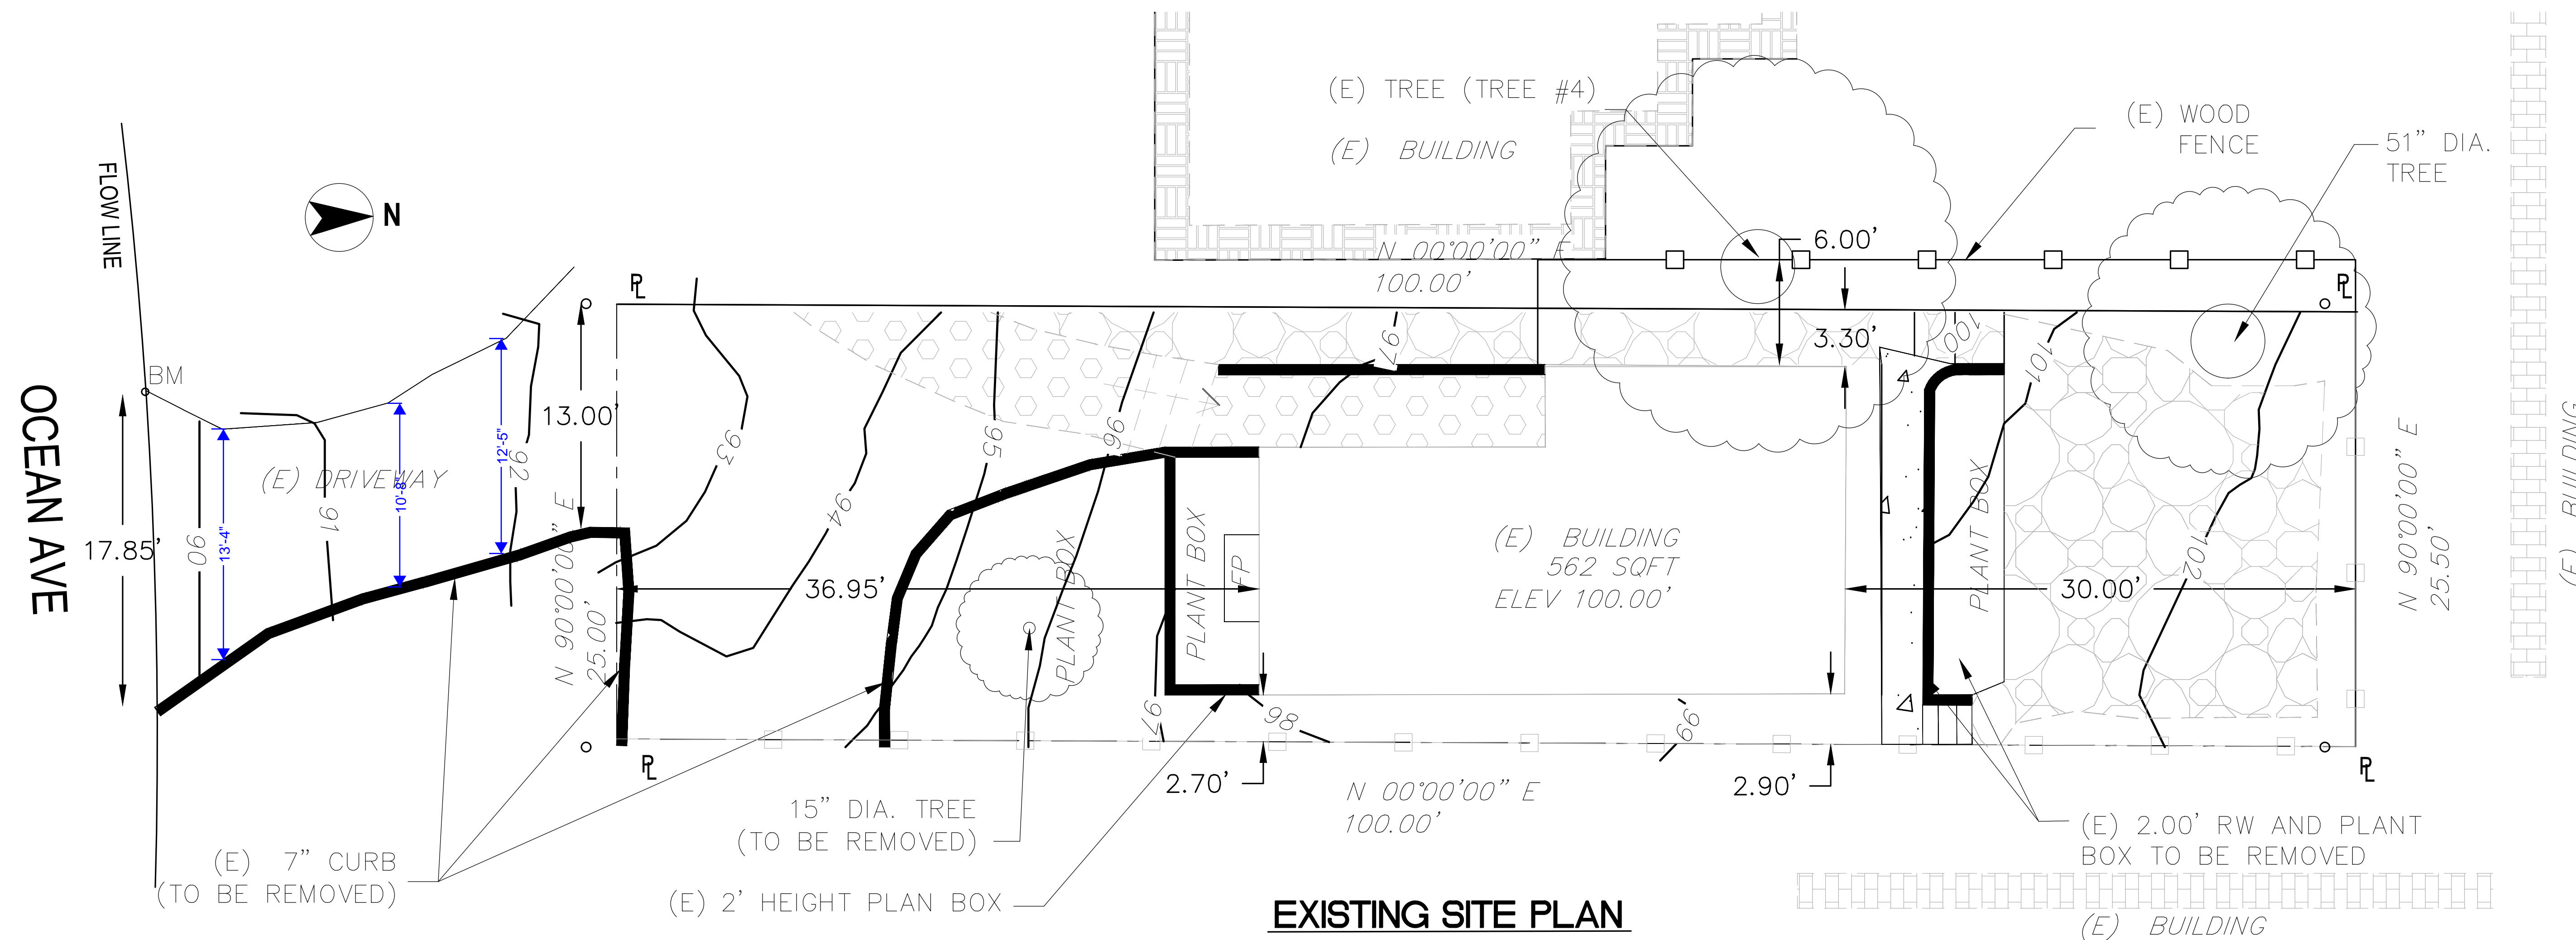 (E) TREE (TREE #4)
(E) BUILDING
(E) WOOD
FENCE
51" DIA.
TREE
FLOW LINE
N
N 00°00'00" E
100.00'
6.00'
3.30'
PL
PL
BM
OCEAN AVE
17.85'
13.00'
(E) DRIVEWAY
13'-4"
10'-8"
12'-5"
90
91
92
93
94
95
96
97
100
101
102
N 90°00'00" E
25.00'
36.95'
PLANT BOX
PLANT BOX
FP
(E) BUILDING
562 SQFT
ELEV 100.00'
PLANT BOX
30.00'
N 90°00'00" E
25.50'
(E) BUILDING
97
98
99
PL
PL
2.70'
2.90'
N 00°00'00" E
100.00'
15" DIA. TREE
(TO BE REMOVED)
(E) 7" CURB
(TO BE REMOVED)
(E) 2' HEIGHT PLAN BOX
(E) 2.00' RW AND PLANT
BOX TO BE REMOVED
EXISTING SITE PLAN
(E) BUILDING